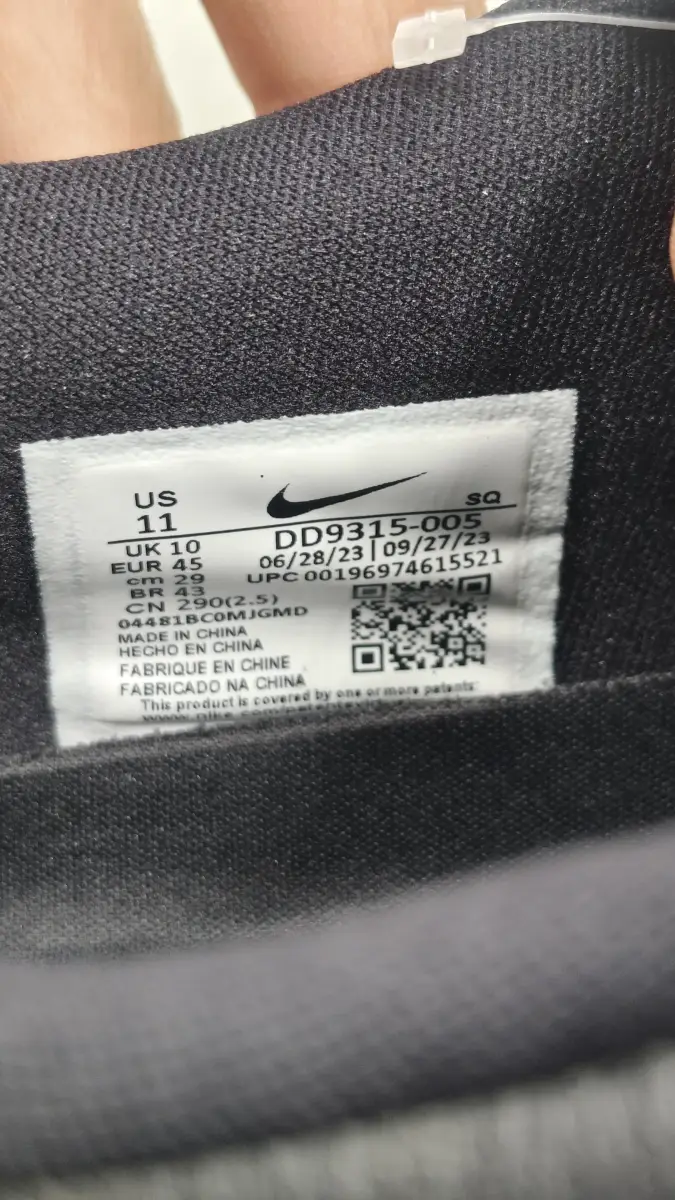 US
11
SQ
DD9315-005
06/28/23 | 09/27/23
UPC 00196974615521
UK 10
EUR 45
cm 29
BR 43
CN 290(2.5)
04481BC0MJGMD
MADE IN CHINA
HECHO EN CHINA
FABRIQUE EN CHINE
FABRICADO NA CHINA
This product is covered by one or more patents: